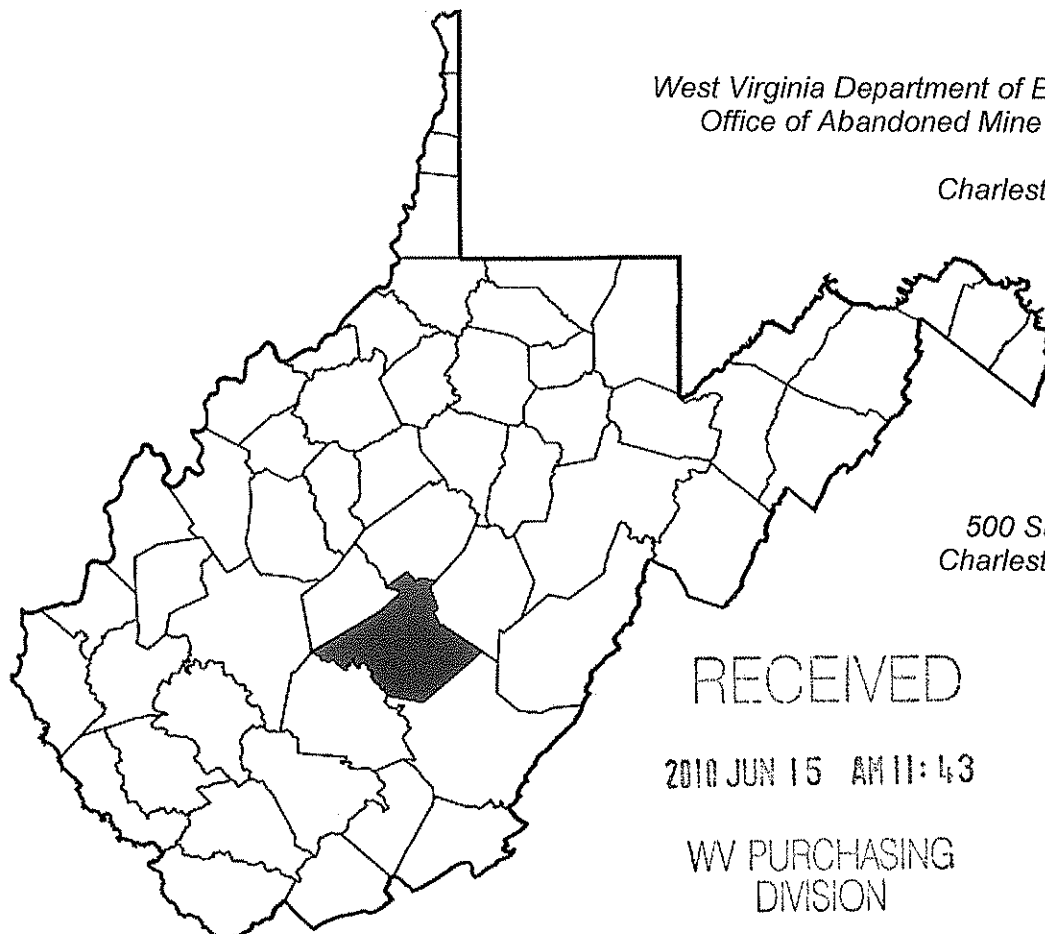 West Virginia Department of E
Office of Abandoned Mine
Charlest
500 S
Charlest
RECEIVED
2010 JUN 15 AM 11:43
WV PURCHASING
DIVISION